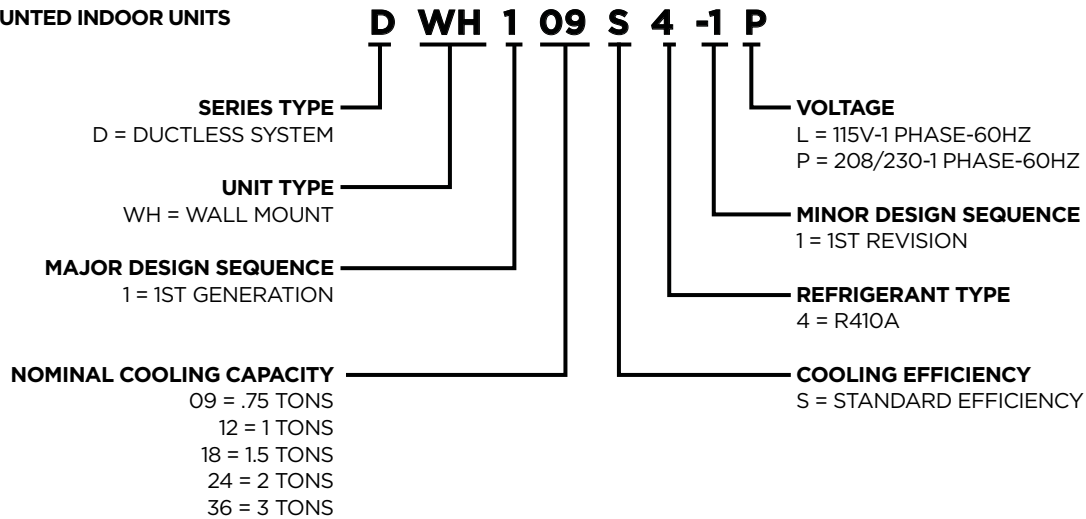 UNTED INDOOR UNITS
D WH 1 09 S 4 -1 P
SERIES TYPE
D = DUCTLESS SYSTEM
UNIT TYPE
WH = WALL MOUNT
MAJOR DESIGN SEQUENCE
1 = 1ST GENERATION
NOMINAL COOLING CAPACITY
09 = .75 TONS
12 = 1 TONS
18 = 1.5 TONS
24 = 2 TONS
36 = 3 TONS
VOLTAGE
L = 115V-1 PHASE-60HZ
P = 208/230-1 PHASE-60HZ
MINOR DESIGN SEQUENCE
1 = 1ST REVISION
REFRIGERANT TYPE
4 = R410A
COOLING EFFICIENCY
S = STANDARD EFFICIENCY